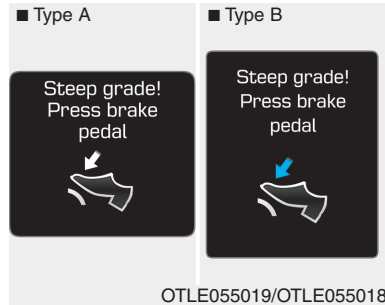 ■ Type A
Steep grade!
Press brake
pedal
■ Type B
Steep grade!
Press brake
pedal
OTLE055019/OTLE055018